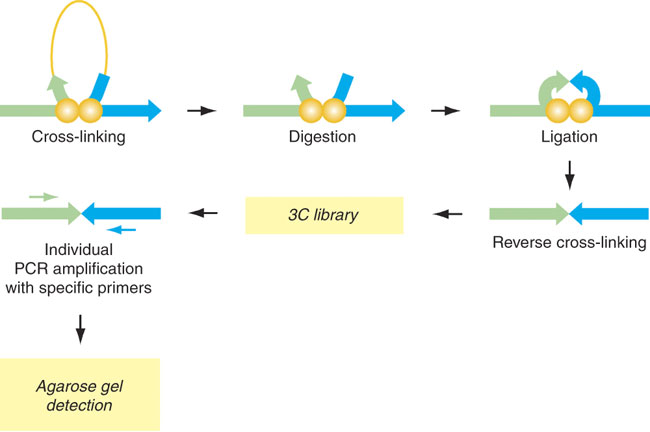 Cross-linking
Digestion
Ligation
Individual
PCR amplification
with specific primers
3C library
Reverse cross-linking
Agarose gel
detection